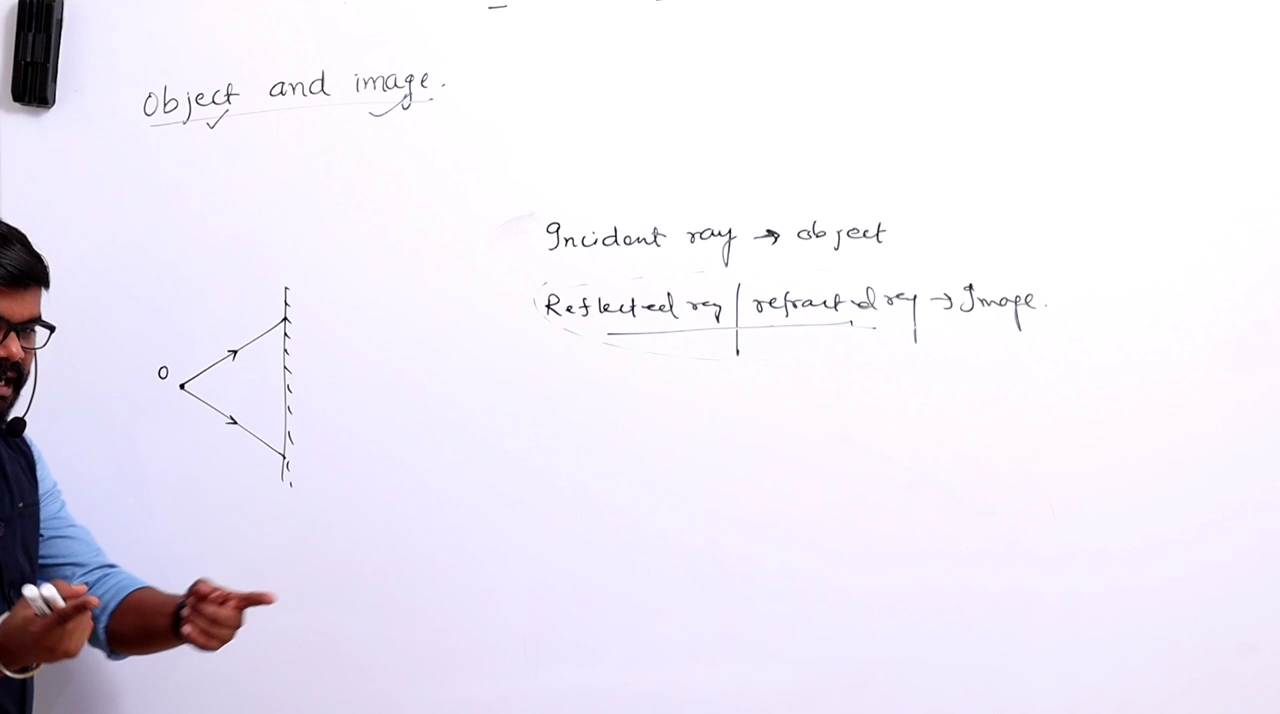 Object and image.
Incident ray → object
Reflected ray | refracted ray → Image.
O